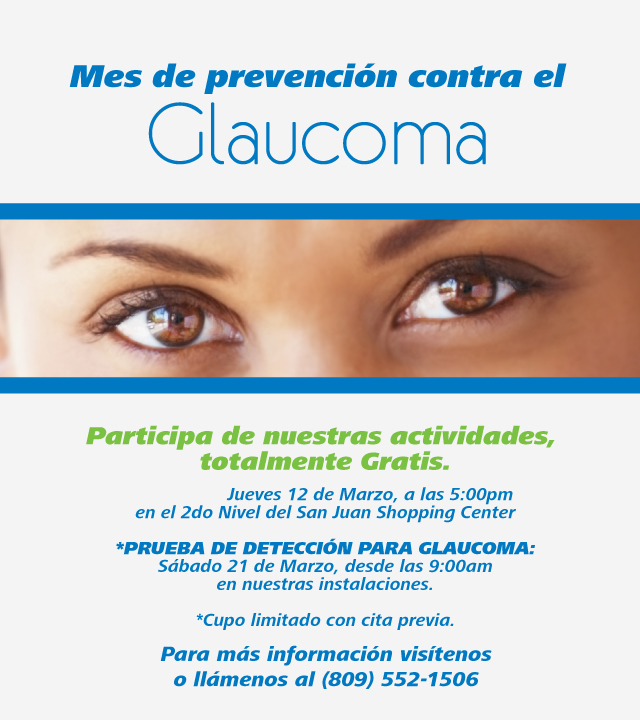 Mes de prevención contra el
Glaucoma
Participa de nuestras actividades,
totalmente Gratis.
Jueves 12 de Marzo, a las 5:00pm
en el 2do Nivel del San Juan Shopping Center
*PRUEBA DE DETECCIÓN PARA GLAUCOMA:
Sábado 21 de Marzo, desde las 9:00am
en nuestras instalaciones.
*Cupo limitado con cita previa.
Para más información visítenos
o llámenos al (809) 552-1506